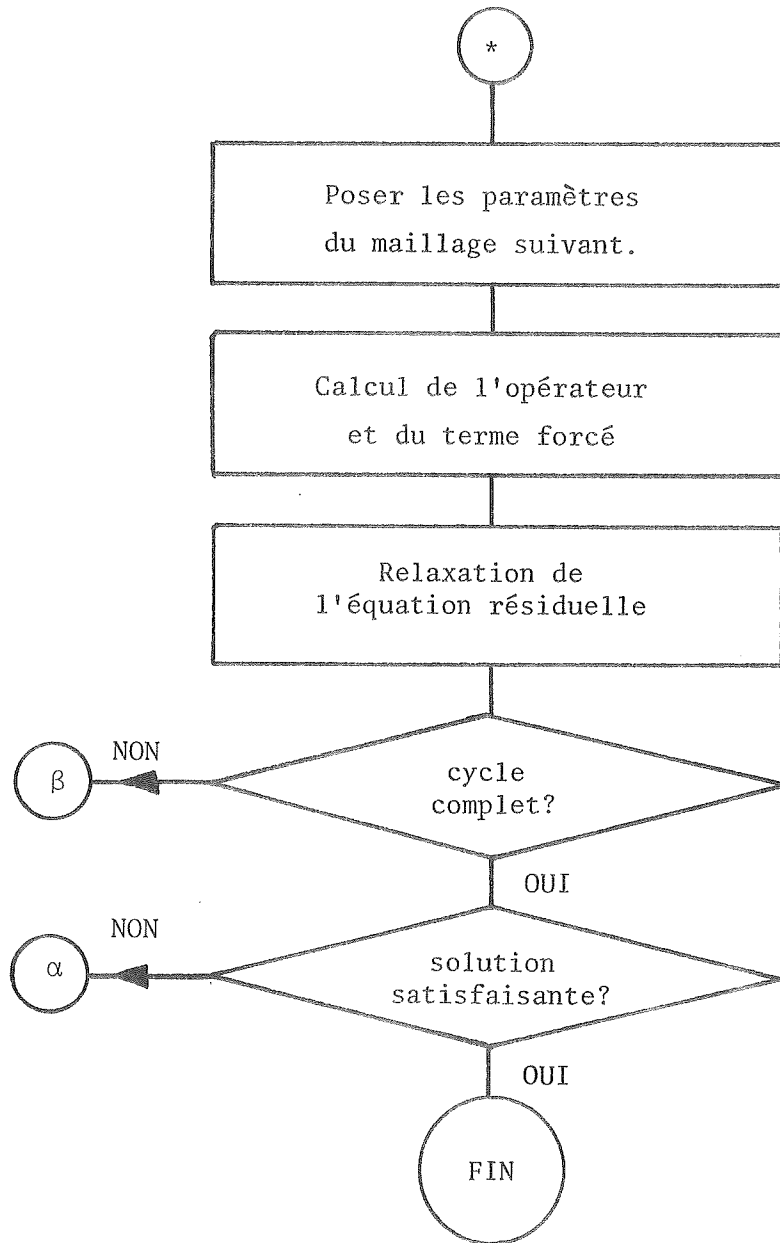 *
Poser les paramètres
du maillage suivant.
Calcul de l'opérateur
et du terme forcé
Relaxation de
l'équation résiduelle
NON
β
cycle
complet?
OUI
NON
α
solution
satisfaisante?
OUI
FIN